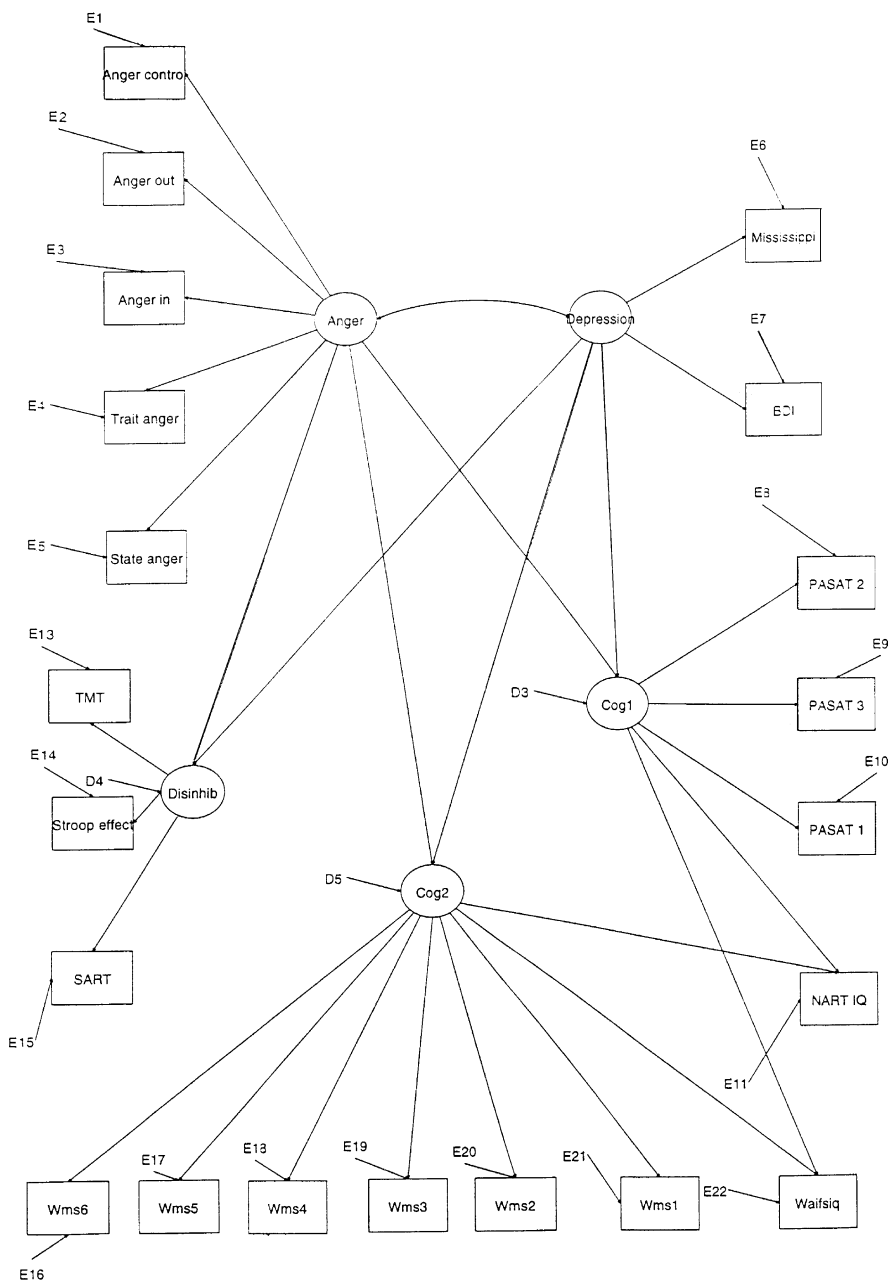 E1
Anger contro
E2
Anger out
E6
Mississippi
E3
Anger in
Anger
Depression
E7
BDI
E4
Trait anger
E8
PASAT 2
E5
State anger
E13
TMT
E9
PASAT 3
D3
Cog1
E14
D4
Disinhib
Stroop effect
E10
PASAT 1
D5
Cog2
SART
NART IQ
E15
E11
E17
E18
E19
E20
E21
E22
Wms6
Wms5
Wms4
Wms3
Wms2
Wms1
Waifsiq
E16